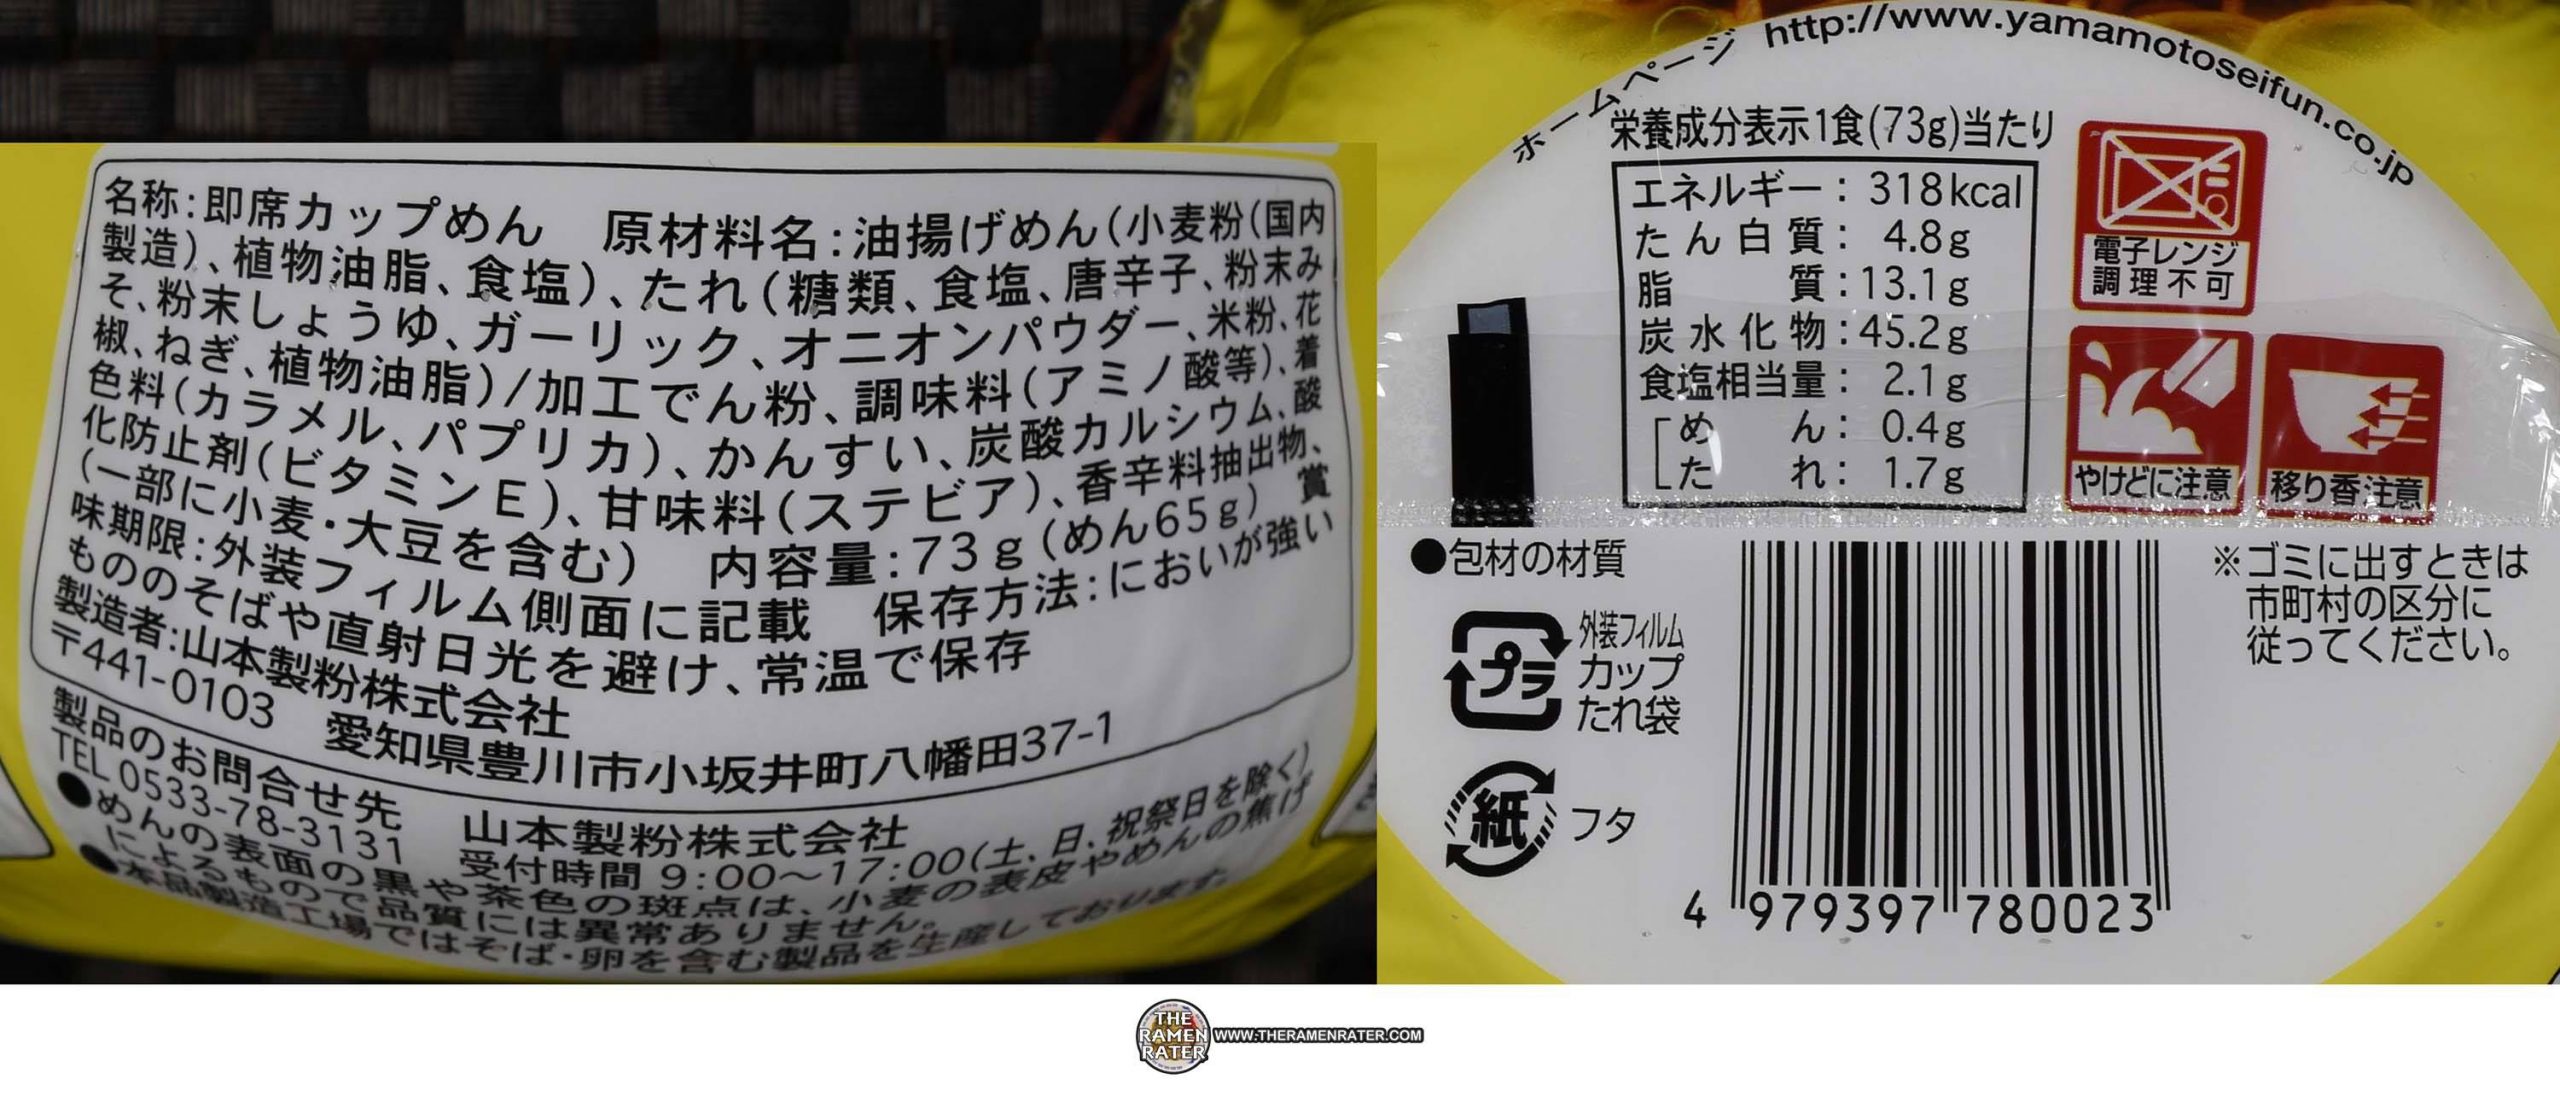 名称:即席カップめん　原材料名:油揚げめん(小麦粉(国内
製造)、植物油脂、食塩)、たれ(糖類、食塩、唐辛子、粉末み
そ、粉末しょうゆ、ガーリック、オニオンパウダー、米粉、花
椒、ねぎ、植物油脂)/加工でん粉、調味料(アミノ酸等)、着
色料(カラメル、パプリカ)、かんすい、炭酸カルシウム、酸
化防止剤(ビタミンE)、甘味料(ステビア)、香辛料抽出物、
(一部に小麦・大豆を含む)　内容量:73g(めん65g)　賞
味期限:外装フィルム側面に記載　保存方法:においが強い
もののそばや直射日光を避け、常温で保存
製造者:山本製粉株式会社
〒441-0103　愛知県豊川市小坂井町八幡田37-1
製品のお問合せ先　山本製粉株式会社
TEL 0533-78-3131　受付時間 9:00～17:00(土、日、祝祭日を除く)
●めんの表面の黒や茶色の斑点は、小麦の表皮やめんの焦げ
によるもので品質には異常ありません。
●本品製造工場ではそば・卵を含む製品を生産しております。
ホームページ http://www.yamamotoseifun.co.jp
栄養成分表示1食(73g)当たり
エネルギー: 318kcal
たん白質: 4.8g
脂質:13.1g
炭水化物:45.2g
食塩相当量: 2.1g
めん: 0.4g
たれ: 1.7g
電子レンジ
調理不可
やけどに注意
移り香注意
●包材の材質
プラ
外装フィルム
カップ
たれ袋
紙
フタ
4 979397 780023
※ゴミに出すときは
市町村の区分に
従ってください。
THE
RAMEN
RATER
WWW.THERAMENRATER.COM